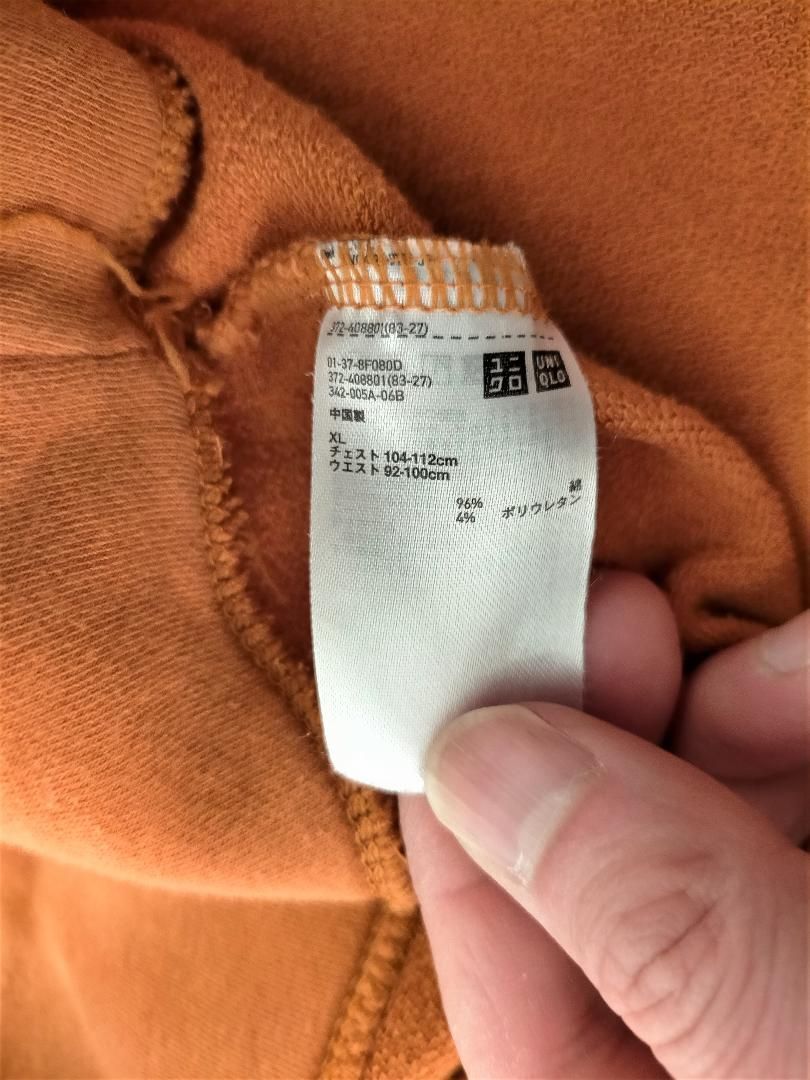 372-408801(83-27)
01-37-8F080D
372-408801(83-27)
342-005A-06B
ユニ
クロ
UNI
QLO
中国製
XL
チェスト 104-112cm
ウエスト 92-100cm
綿
96%
ポリウレタン
4%